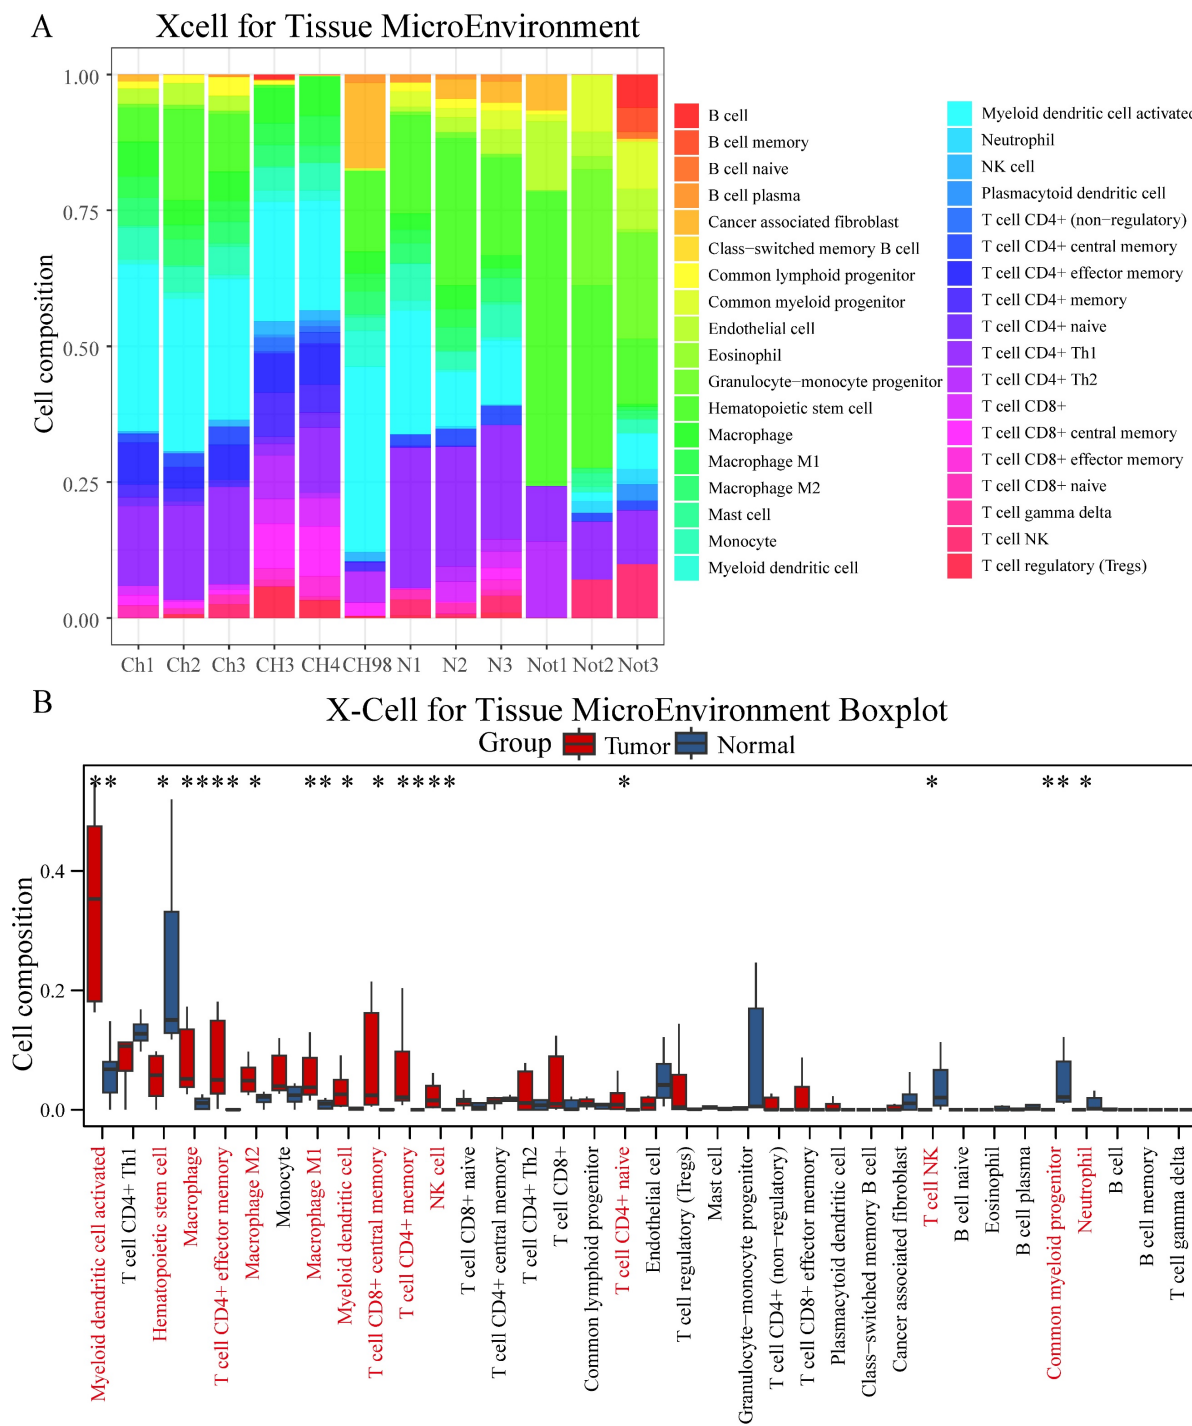 A
Xcell for Tissue MicroEnvironment
Cell composition
1.00
0.75
0.50
0.25
0.00
Ch1 Ch2 Ch3 CH3 CH4 CH98 N1 N2 N3 Not1 Not2 Not3
B cell
B cell memory
B cell naive
B cell plasma
Cancer associated fibroblast
Class−switched memory B cell
Common lymphoid progenitor
Common myeloid progenitor
Endothelial cell
Eosinophil
Granulocyte−monocyte progenitor
Hematopoietic stem cell
Macrophage
Macrophage M1
Macrophage M2
Mast cell
Monocyte
Myeloid dendritic cell
Myeloid dendritic cell activated
Neutrophil
NK cell
Plasmacytoid dendritic cell
T cell CD4+ (non−regulatory)
T cell CD4+ central memory
T cell CD4+ effector memory
T cell CD4+ memory
T cell CD4+ naive
T cell CD4+ Th1
T cell CD4+ Th2
T cell CD8+
T cell CD8+ central memory
T cell CD8+ effector memory
T cell CD8+ naive
T cell gamma delta
T cell NK
T cell regulatory (Tregs)
B
X-Cell for Tissue MicroEnvironment Boxplot
Group Tumor Normal
** * **** * ** * * **** * * ** *
Cell composition
0.4
0.2
0.0
Myeloid dendritic cell activated
T cell CD4+ Th1
Hematopoietic stem cell
Macrophage
T cell CD4+ effector memory
Macrophage M2
Monocyte
Macrophage M1
Myeloid dendritic cell
T cell CD8+ central memory
T cell CD4+ memory
NK cell
T cell CD8+ naive
T cell CD4+ central memory
T cell CD4+ Th2
T cell CD8+
Common lymphoid progenitor
T cell CD4+ naive
Endothelial cell
T cell regulatory (Tregs)
Mast cell
Granulocyte−monocyte progenitor
T cell CD4+ (non−regulatory)
T cell CD8+ effector memory
Plasmacytoid dendritic cell
Class−switched memory B cell
Cancer associated fibroblast
T cell NK
B cell naive
Eosinophil
B cell plasma
Common myeloid progenitor
Neutrophil
B cell
B cell memory
T cell gamma delta